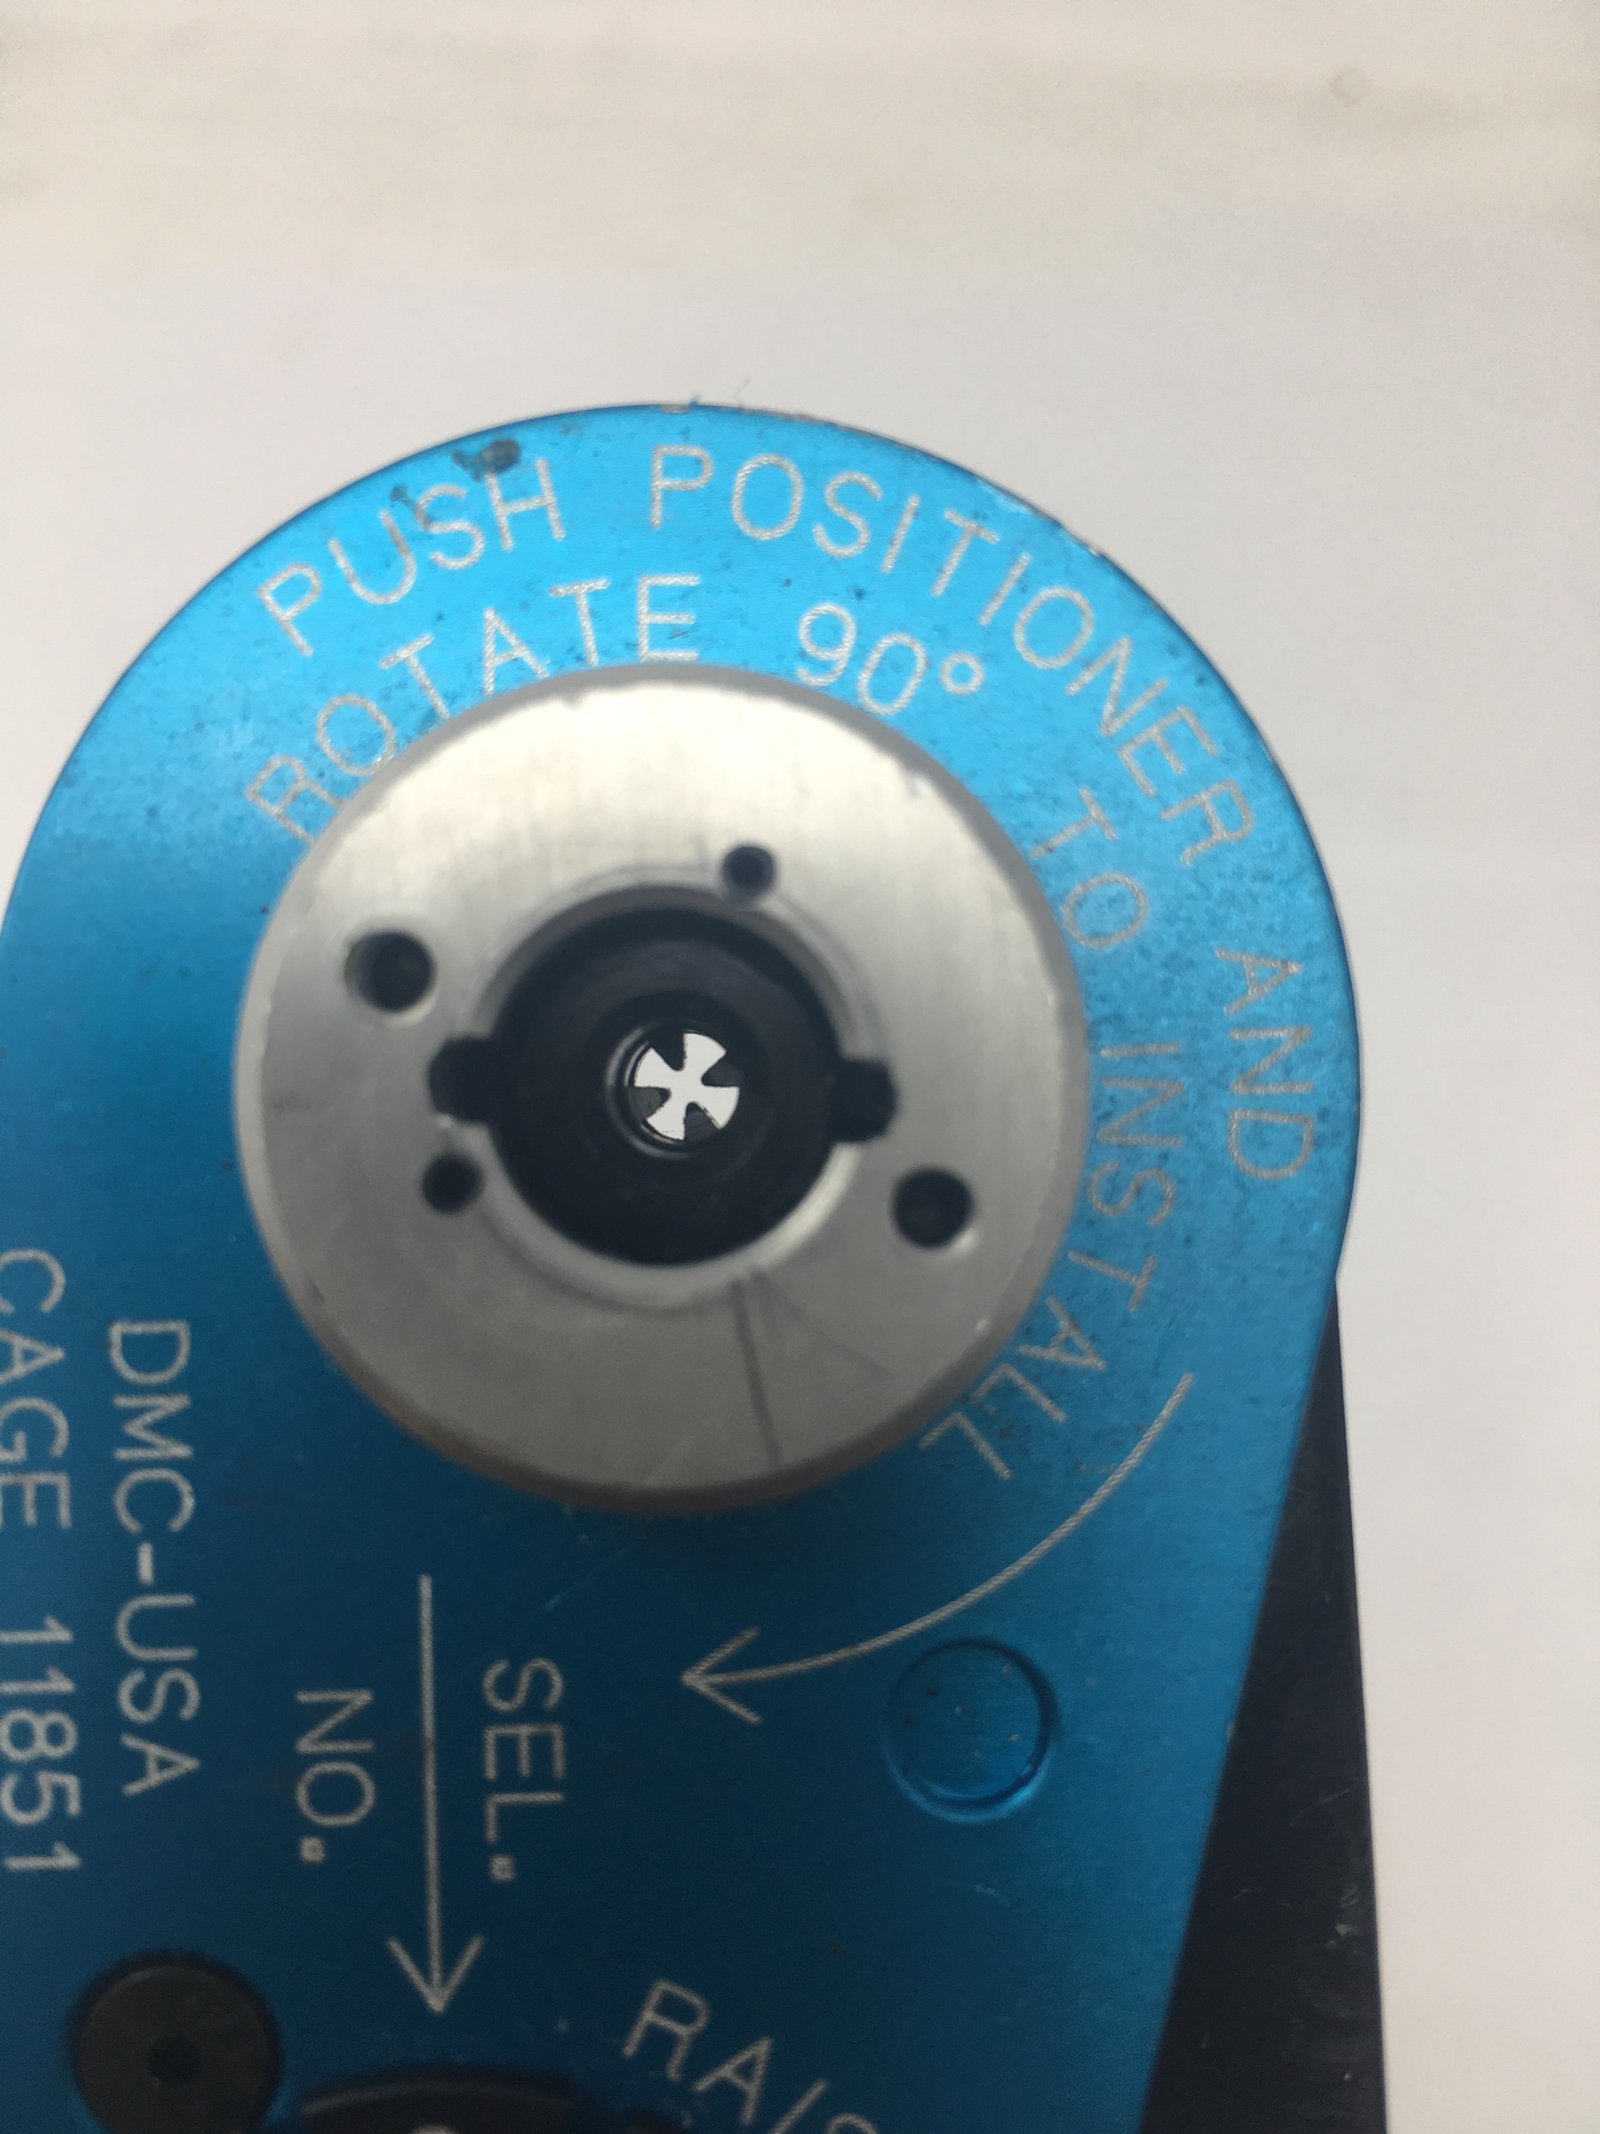 PUSH POSITIONER AND
ROTATE 90° TO INSTALL
DMC-USA
CAGE 11851
SEL.
NO.